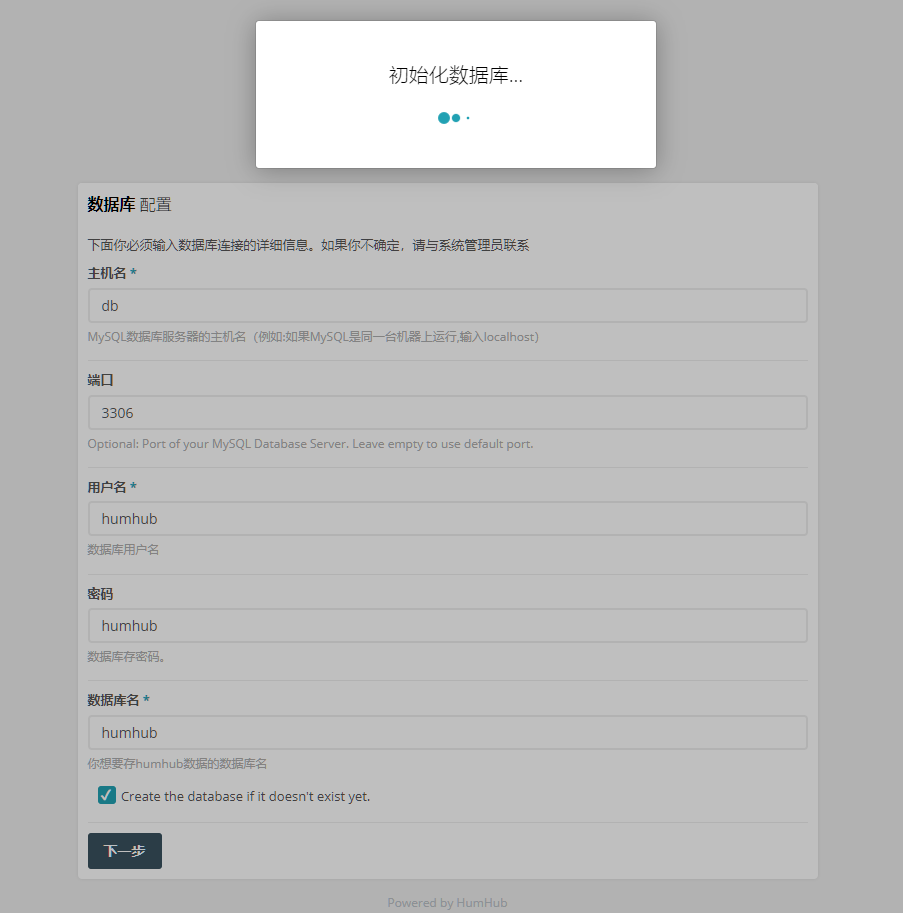 初始化数据库...
数据库 配置
下面你必须输入数据库连接的详细信息。如果你不确定，请与系统管理员联系
主机名 *
db
MySQL数据库服务器的主机名（例如:如果MySQL是同一台机器上运行,输入localhost）
端口
3306
Optional: Port of your MySQL Database Server. Leave empty to use default port.
用户名 *
humhub
数据库用户名
密码
humhub
数据库存密码。
数据库名 *
humhub
你想要存humhub数据的数据库名
Create the database if it doesn't exist yet.
下一步
Powered by HumHub